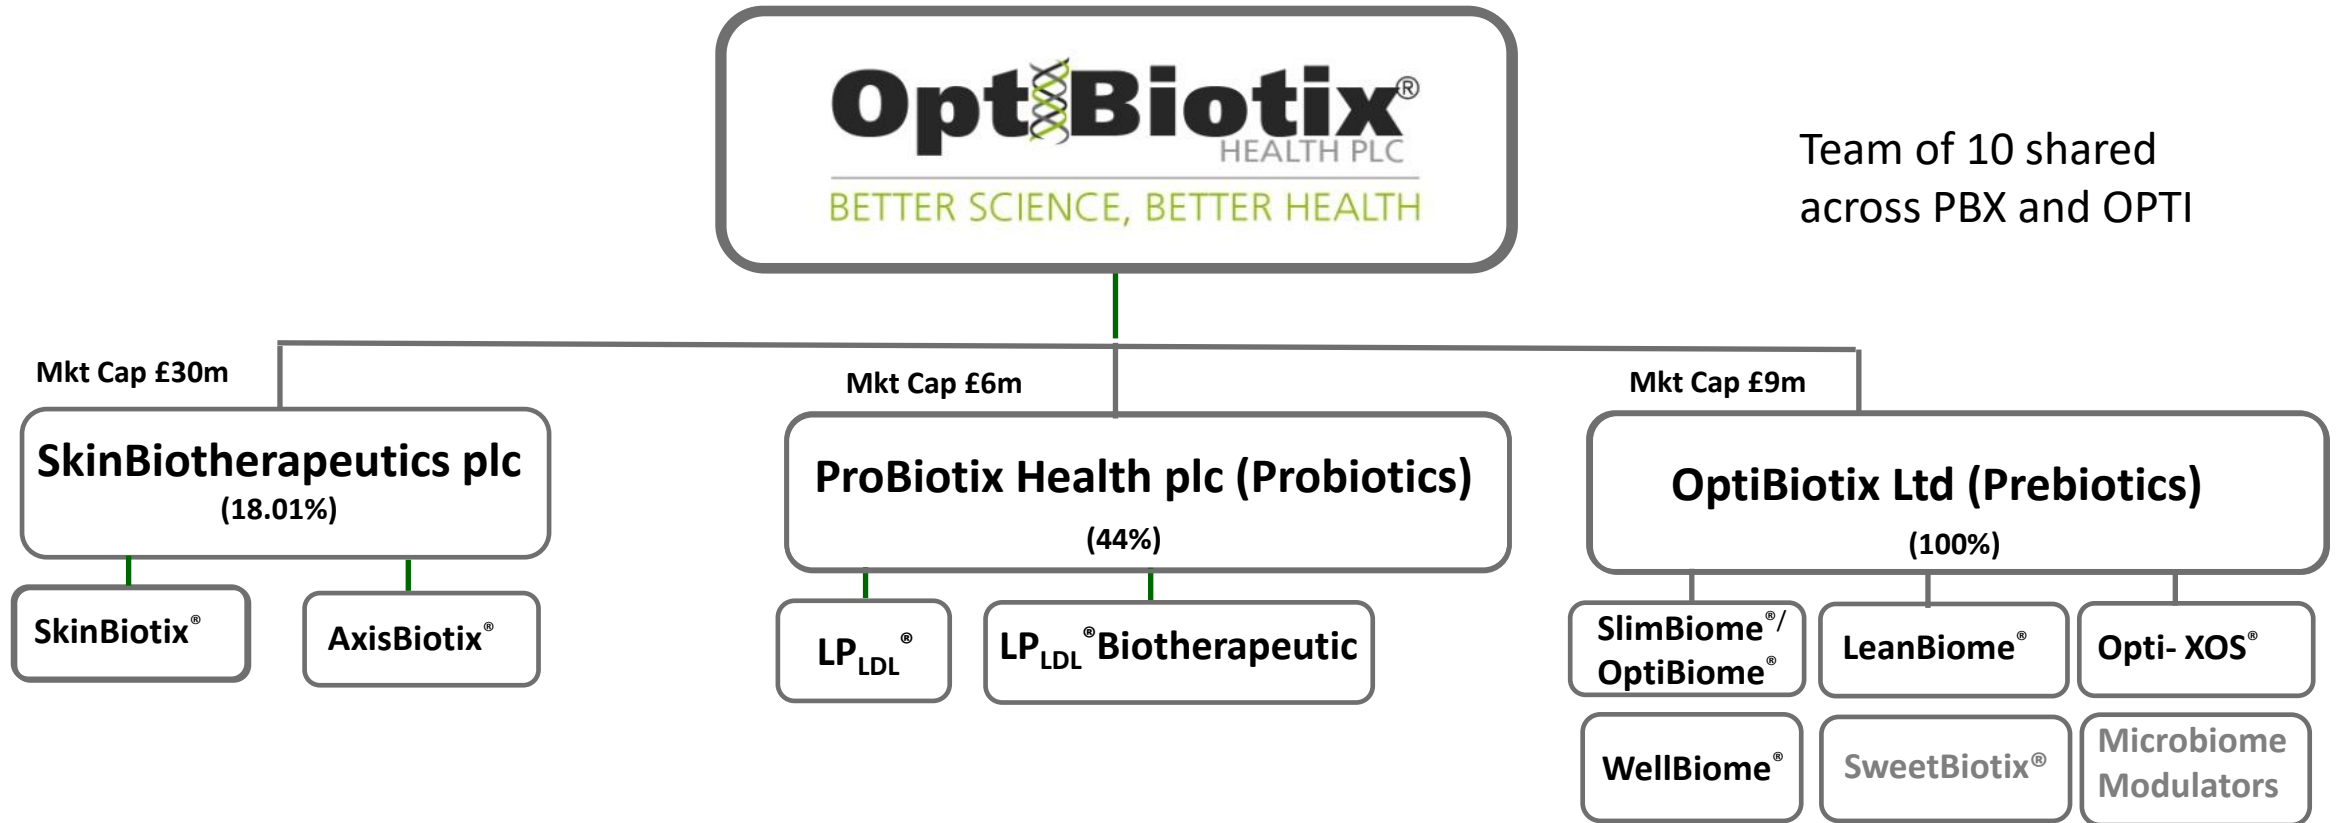 OptiBiotix®
HEALTH PLC
BETTER SCIENCE, BETTER HEALTH
Team of 10 shared
across PBX and OPTI
Mkt Cap £30m
SkinBiotherapeutics plc
(18.01%)
SkinBiotix®
AxisBiotix®
Mkt Cap £6m
ProBiotix Health plc (Probiotics)
(44%)
LPLDL®
LPLDL®Biotherapeutic
Mkt Cap £9m
OptiBiotix Ltd (Prebiotics)
(100%)
SlimBiome®/
OptiBiome®
LeanBiome®
Opti- XOS®
WellBiome®
SweetBiotix®
Microbiome
Modulators